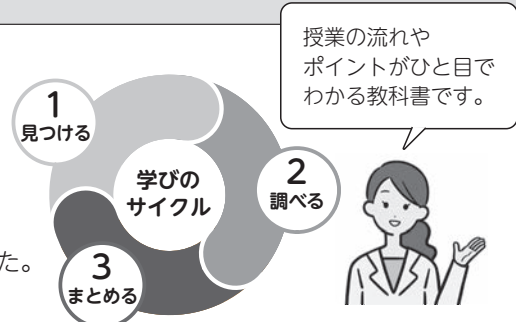 授業の流れや
ポイントがひと目で
わかる教科書です。
1
見つける
学びの
サイクル
2
調べる
た。
3
まとめる